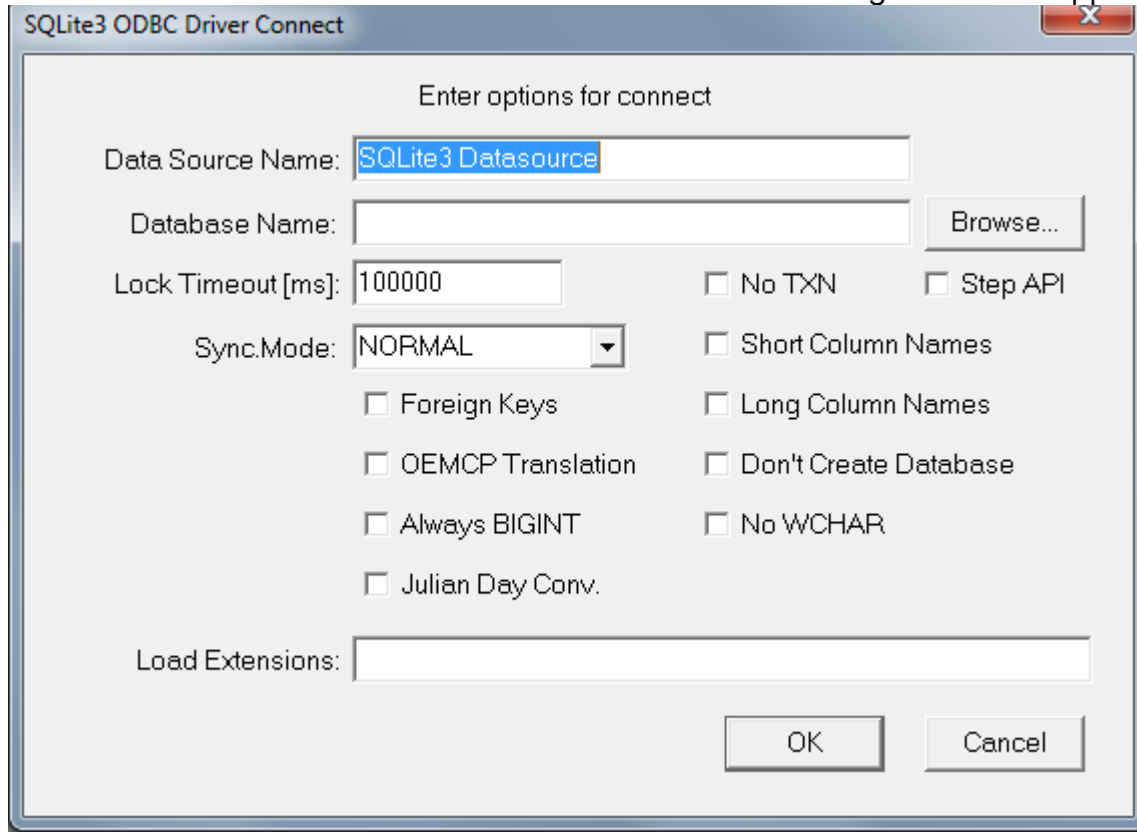 SQLite3 ODBC Driver Connect
Enter options for connect
Data Source Name: SQLite3 Datasource
Database Name: Browse...
Lock Timeout [ms]: 100000 No TXN Step API
Sync.Mode: NORMAL Short Column Names
Foreign Keys Long Column Names
OEMCP Translation Don't Create Database
Always BIGINT No WCHAR
Julian Day Conv.
Load Extensions:
OK Cancel